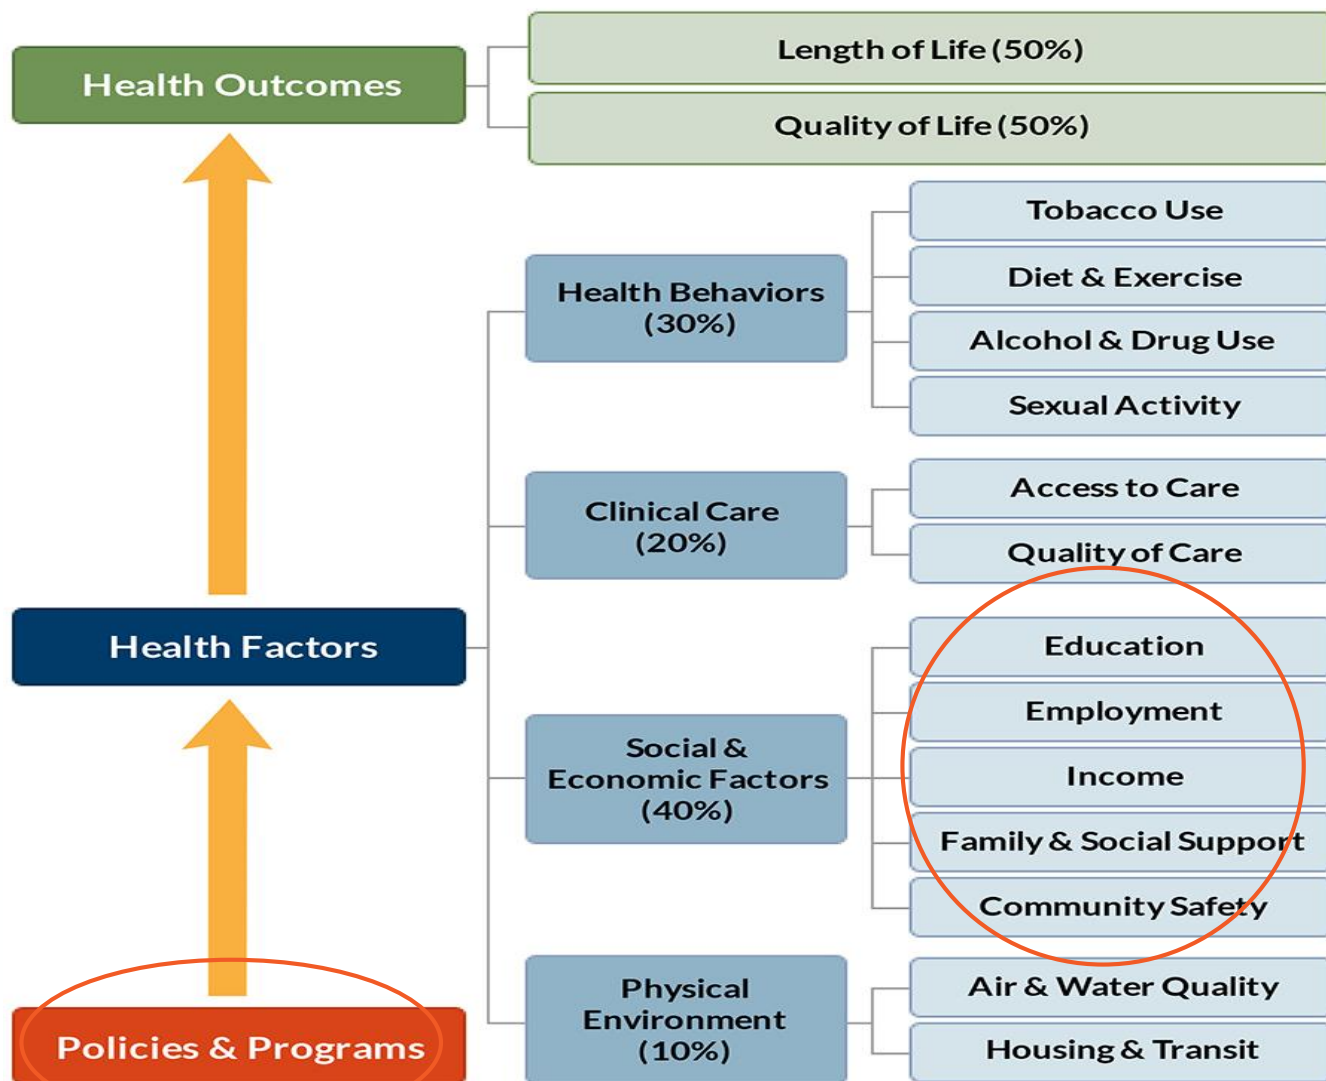 Health Outcomes
Length of Life (50%)
Quality of Life (50%)
Health Factors
Health Behaviors
(30%)
Tobacco Use
Diet & Exercise
Alcohol & Drug Use
Sexual Activity
Clinical Care
(20%)
Access to Care
Quality of Care
Social &
Economic Factors
(40%)
Education
Employment
Income
Family & Social Support
Community Safety
Physical
Environment
(10%)
Air & Water Quality
Housing & Transit
Policies & Programs